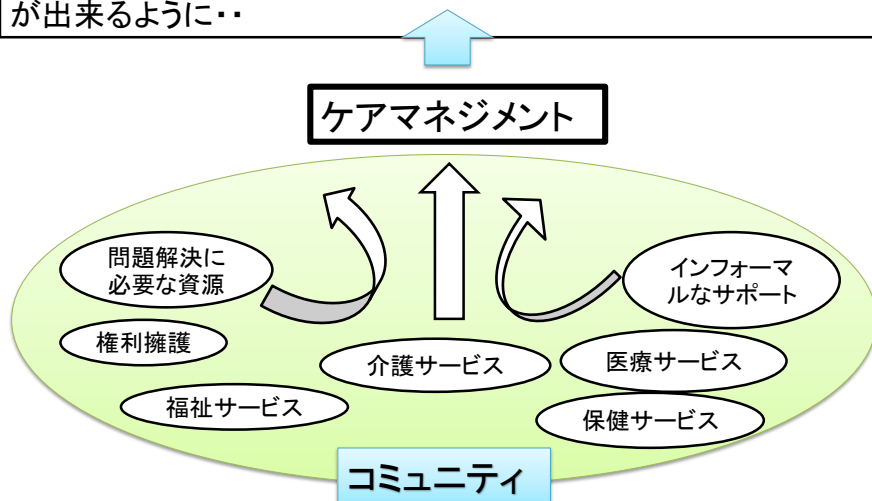 が出来るように・・
ケアマネジメント
問題解決に
必要な資源
インフォーマ
ルなサポート
権利擁護
介護サービス
医療サービス
福祉サービス
保健サービス
コミュニティ